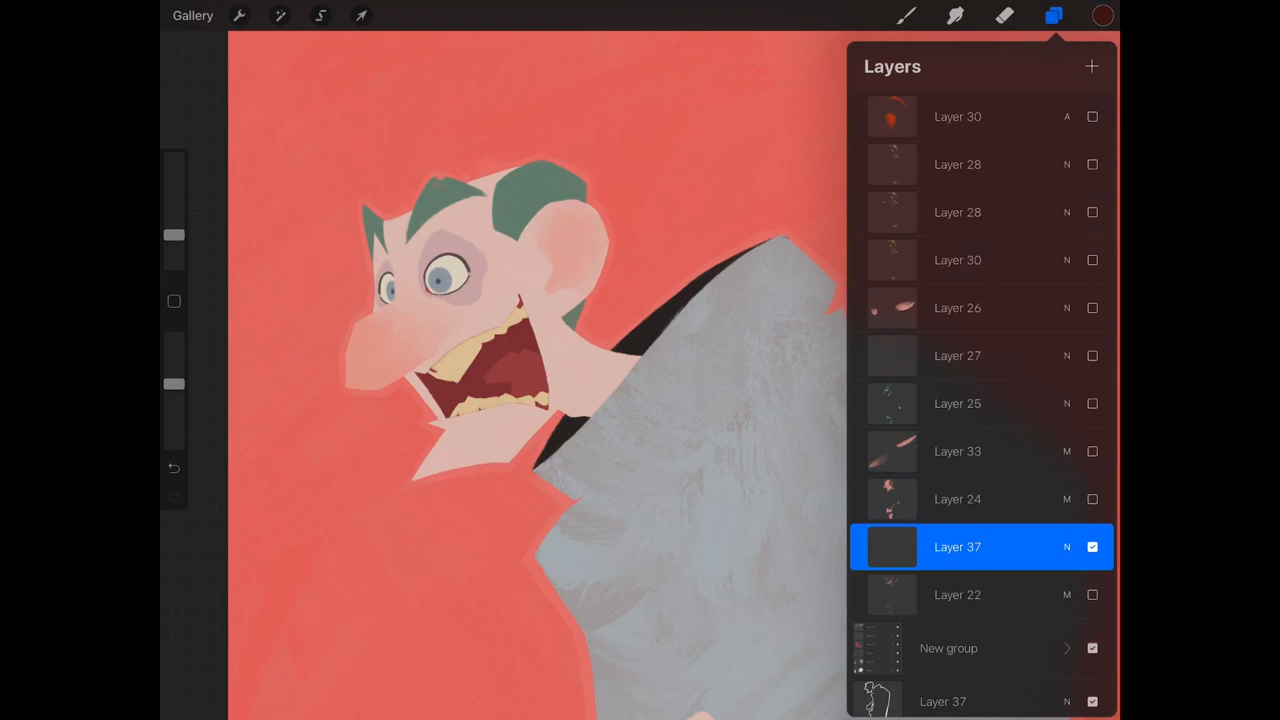 Gallery
Layers
Layer 30 A
Layer 28 N
Layer 28 N
Layer 30 N
Layer 26 N
Layer 27 N
Layer 25 N
Layer 33 M
Layer 24 M
Layer 37 N
Layer 22 M
New group
Layer 37 N